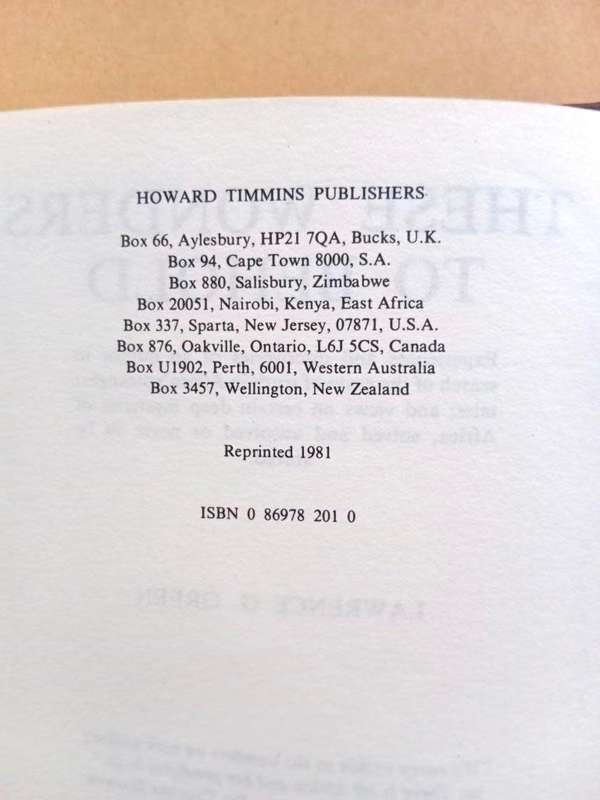 HOWARD TIMMINS PUBLISHERS
Box 66, Aylesbury, HP21 7QA, Bucks, U.K.
Box 94, Cape Town 8000, S.A.
Box 880, Salisbury, Zimbabwe
Box 20051, Nairobi, Kenya, East Africa
Box 337, Sparta, New Jersey, 07871, U.S.A.
Box 876, Oakville, Ontario, L6J 5CS, Canada
Box U1902, Perth, 6001, Western Australia
Box 3457, Wellington, New Zealand
Reprinted 1981
ISBN 0 86978 201 0